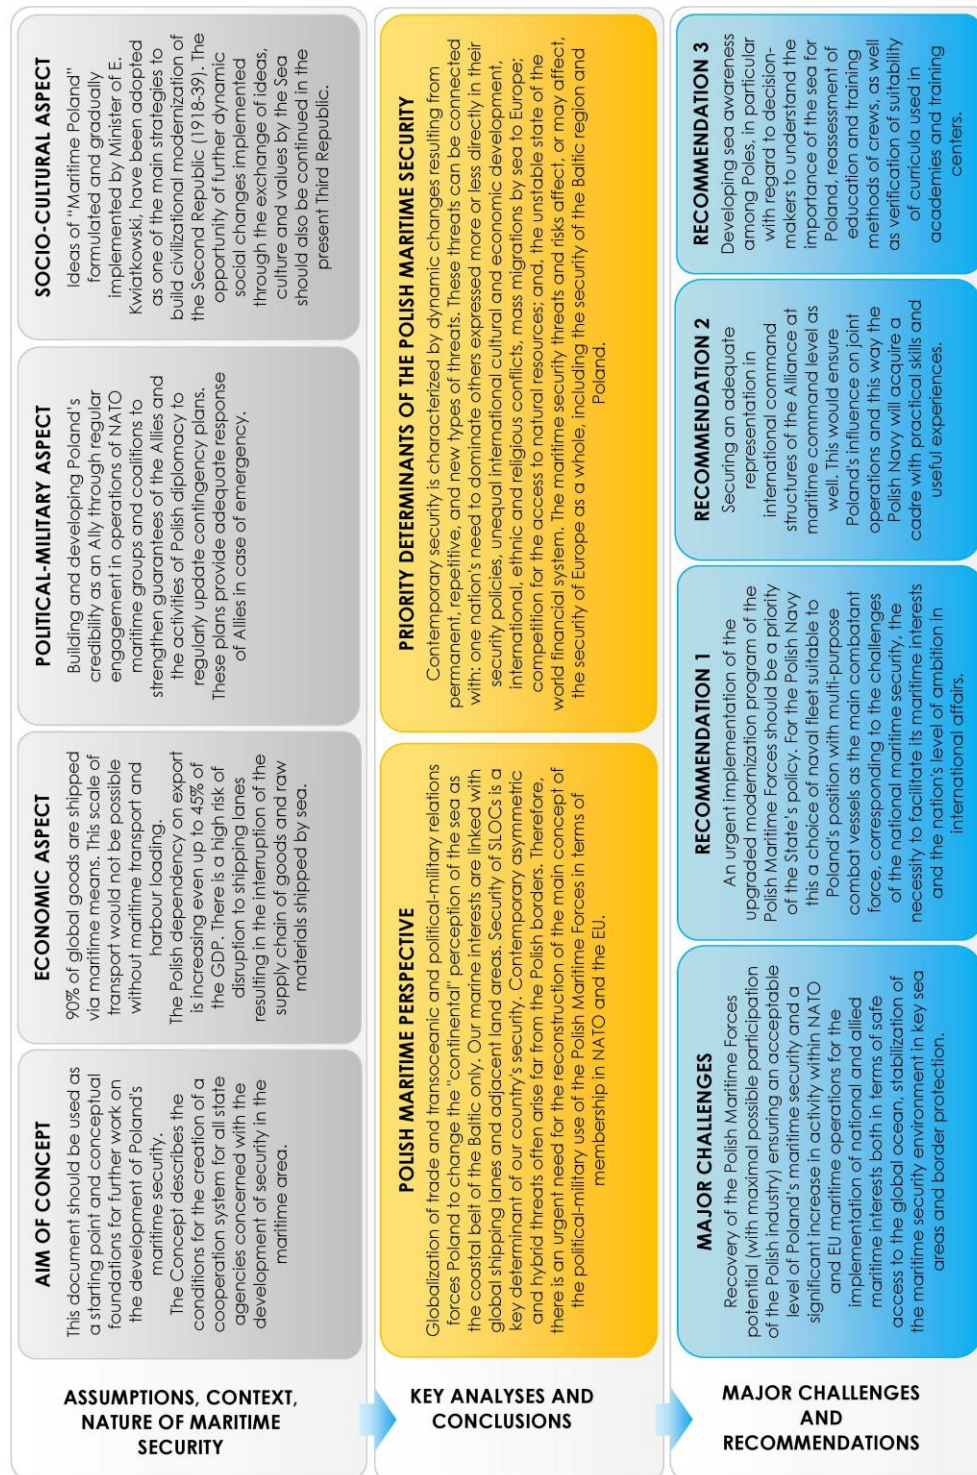 ASSUMPTIONS, CONTEXT,
NATURE OF MARITIME
SECURITY
AIM OF CONCEPT
This document should be used as
a starting point and conceptual
foundations for further work on
the development of Poland's
maritime security.
The Concept describes the
conditions for the creation of a
cooperation system for all state
agencies concerned with the
development of security in the
maritime area.
ECONOMIC ASPECT
90% of global goods are shipped
via maritime means. This scale of
transport would not be possible
without maritime transport and
harbour loading.
The Polish dependency on export
is increasing even up to 45% of
the GDP. There is a high risk of
disruption to shipping lanes
resulting in the interruption of the
supply chain of goods and raw
materials shipped by sea.
POLITICAL-MILITARY ASPECT
Building and developing Poland's
credibility as an Ally through regular
engagement in operations of NATO
maritime groups and coalitions to
strengthen guarantees of the Allies and
the activities of Polish diplomacy to
regularly update contingency plans.
These plans provide adequate response
of Allies in case of emergency.
SOCIO-CULTURAL ASPECT
Ideas of "Maritime Poland"
formulated and gradually
implemented by Minister of E.
Kwiatkowski, have been adopted
as one of the main strategies to
build civilizational modernization of
the Second Republic (1918-39). The
opportunity of further dynamic
social changes implemented
through the exchange of ideas,
culture and values by the Sea
should also be continued in the
present Third Republic.
KEY ANALYSES AND
CONCLUSIONS
POLISH MARITIME PERSPECTIVE
Globalization of trade and transoceanic and political-military relations
forces Poland to change the "continental" perception of the sea as
the coastal belt of the Baltic only. Our marine interests are linked with
global shipping lanes and adjacent land areas. Security of SLOCs is a
key determinant of our country's security. Contemporary asymmetric
and hybrid threats often arise far from the Polish borders. Therefore,
there is an urgent need for the reconstruction of the main concept of
the political-military use of the Polish Maritime Forces in terms of
membership in NATO and the EU.
PRIORITY DETERMINANTS OF THE POLISH MARITIME SECURITY
Contemporary security is characterized by dynamic changes resulting from
permanent, repetitive, and new types of threats. These threats can be connected
with: one nation's need to dominate others expressed more or less directly in their
security policies, unequal international cultural and economic development,
international, ethnic and religious conflicts, mass migrations by sea to Europe;
competition for the access to natural resources; and, the unstable state of the
world financial system. The maritime security threats and risks affect, or may affect,
the security of Europe as a whole, including the security of the Baltic region and
Poland.
MAJOR CHALLENGES
AND
RECOMMENDATIONS
MAJOR CHALLENGES
Recovery of the Polish Maritime Forces
potential (with maximal possible participation
of the Polish industry) ensuring an acceptable
level of Poland's maritime security and a
significant increase in activity within NATO
and EU maritime operations for the
implementation of national and allied
maritime interests both in terms of safe
access to the global ocean, stabilization of
the maritime security environment in key sea
areas and border protection.
RECOMMENDATION 1
An urgent implementation of the
upgraded modernization program of the
Polish Maritime Forces should be a priority
of the State's policy. For the Polish Navy
this a choice of naval fleet suitable to
Poland's position with multi-purpose
combat vessels as the main combatant
force, corresponding to the challenges
of the national maritime security, the
necessity to facilitate its maritime interests
and the nation's level of ambition in
international affairs.
RECOMMENDATION 2
Securing an adequate
representation in
international command
structures of the Alliance at
maritime command level as
well. This would ensure
Poland's influence on joint
operations and this way the
Polish Navy will acquire a
cadre with practical skills and
useful experiences.
RECOMMENDATION 3
Developing sea awareness
among Poles, in particular
with regard to decision-
makers to understand the
importance of the sea for
Poland, reassessment of
education and training
methods of crews, as well
as verification of suitability
of curricula used in
academies and training
centers.